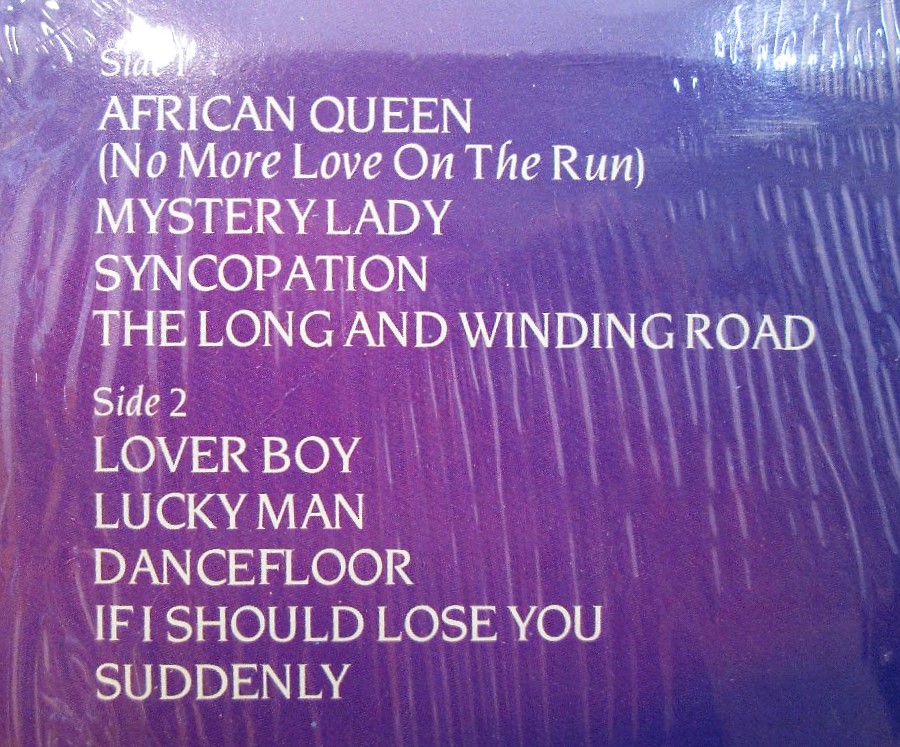 Side 1
AFRICAN QUEEN
(No More Love On The Run)
MYSTERY LADY
SYNCOPATION
THE LONG AND WINDING ROAD
Side 2
LOVER BOY
LUCKY MAN
DANCEFLOOR
IF I SHOULD LOSE YOU
SUDDENLY